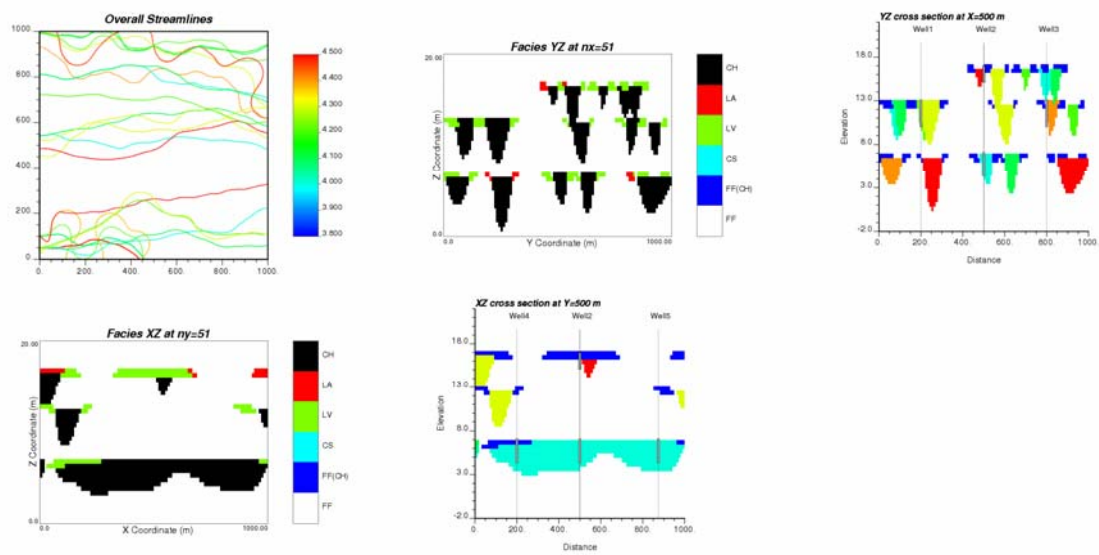 Overall Streamlines
1000.
800.
600.
400.
200.
0.
0.
200.
400.
600.
800.
1000.
4.500
4.400
4.300
4.200
4.100
4.000
3.900
3.800
Facies YZ at nx=51
20.00
Z Coordinate (m)
0.0
0.0
Y Coordinate (m)
1000.00
CH
LA
LV
CS
FF(CH)
FF
YZ cross section at X=500 m
Well1
Well2
Well3
18.0
13.0
8.0
3.0
-2.0
Elevation
0.
200.
400.
600.
800.
1000.
Distance
Facies XZ at ny=51
20.00
Z Coordinate (m)
0.0
0.0
X Coordinate (m)
1000.00
CH
LA
LV
CS
FF(CH)
FF
XZ cross section at Y=500 m
Well4
Well2
Well5
18.0
13.0
8.0
3.0
-2.0
Elevation
0.
200.
400.
600.
800.
1000.
Distance